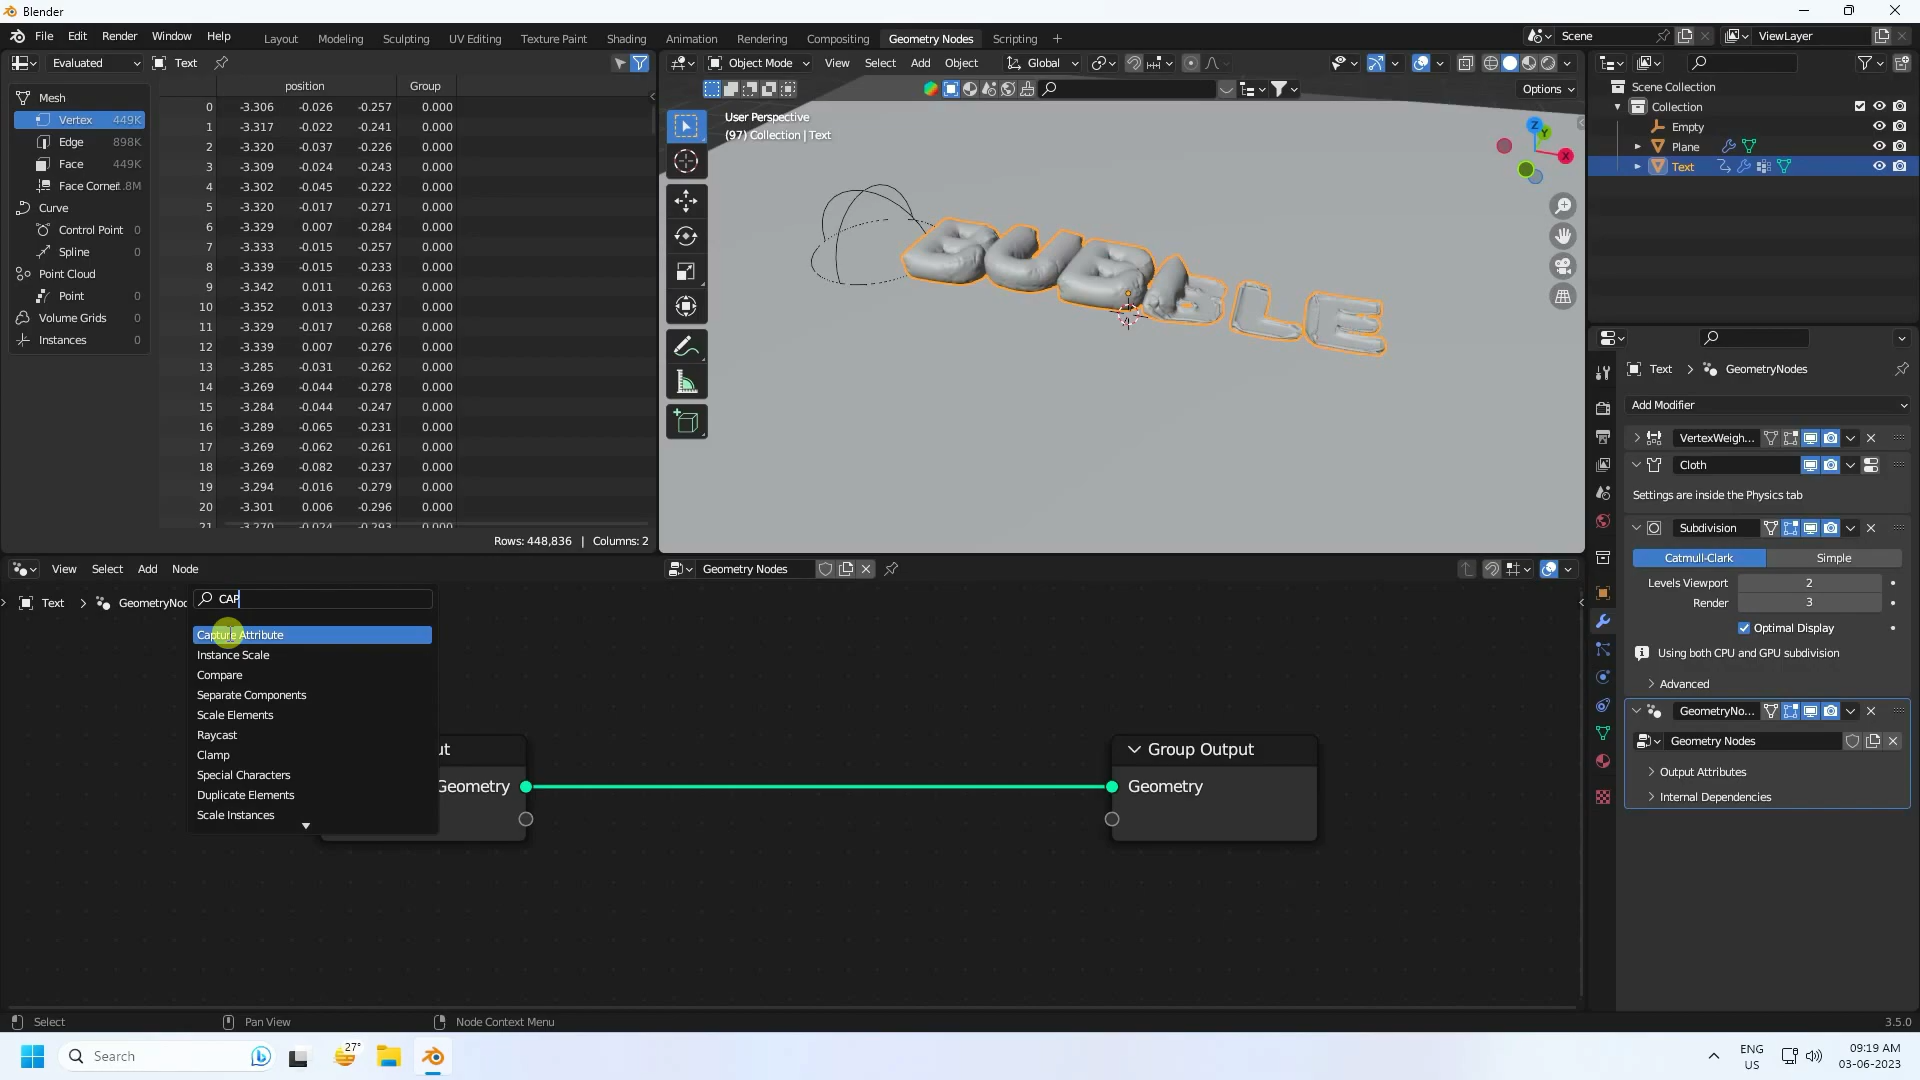 Blender
File Edit Render Window Help
Layout Modeling Sculpting UV Editing Texture Paint Shading Animation Rendering Compositing Geometry Nodes Scripting
Scene
ViewLayer
Evaluated
Text
Object Mode View Select Add Object
Global
Options
User Perspective
(97) Collection | Text
Z
Y
X
BUBBLE
position Group
Mesh
Vertex 449K
Edge 898K
Face 449K
Face Corner .8M
Curve
Control Point 0
Spline 0
Point Cloud
Point 0
Volume Grids 0
Instances 0
0 -3.306 -0.026 -0.257 0.000
1 -3.317 -0.022 -0.241 0.000
2 -3.320 -0.037 -0.226 0.000
3 -3.309 -0.024 -0.243 0.000
4 -3.302 -0.045 -0.222 0.000
5 -3.320 -0.017 -0.271 0.000
6 -3.329 0.007 -0.284 0.000
7 -3.333 -0.015 -0.257 0.000
8 -3.339 -0.015 -0.233 0.000
9 -3.342 0.011 -0.263 0.000
10 -3.352 0.013 -0.237 0.000
11 -3.329 -0.017 -0.268 0.000
12 -3.339 0.007 -0.276 0.000
13 -3.285 -0.031 -0.262 0.000
14 -3.269 -0.044 -0.278 0.000
15 -3.284 -0.044 -0.247 0.000
16 -3.289 -0.065 -0.231 0.000
17 -3.269 -0.062 -0.261 0.000
18 -3.269 -0.082 -0.237 0.000
19 -3.294 -0.016 -0.279 0.000
20 -3.301 0.006 -0.296 0.000
21 -3.270 -0.024 -0.293 0.000
Rows: 448,836 | Columns: 2
Scene Collection
Collection
Empty
Plane
Text
Text > GeometryNodes
Add Modifier
VertexWeigh...
Cloth
Settings are inside the Physics tab
Subdivision
Catmull-Clark Simple
Levels Viewport 2
Render 3
Optimal Display
Using both CPU and GPU subdivision
Advanced
GeometryNo...
Geometry Nodes
Output Attributes
Internal Dependencies
View Select Add Node
Geometry Nodes
Text
GeometryNod
CAP
Capture Attribute
Instance Scale
Compare
Separate Components
Scale Elements
Raycast
Clamp
Special Characters
Duplicate Elements
Scale Instances
ut
Geometry
Group Output
Geometry
Select
Pan View
Node Context Menu
3.5.0
Search
27°
ENG
US
09:19 AM
03-06-2023